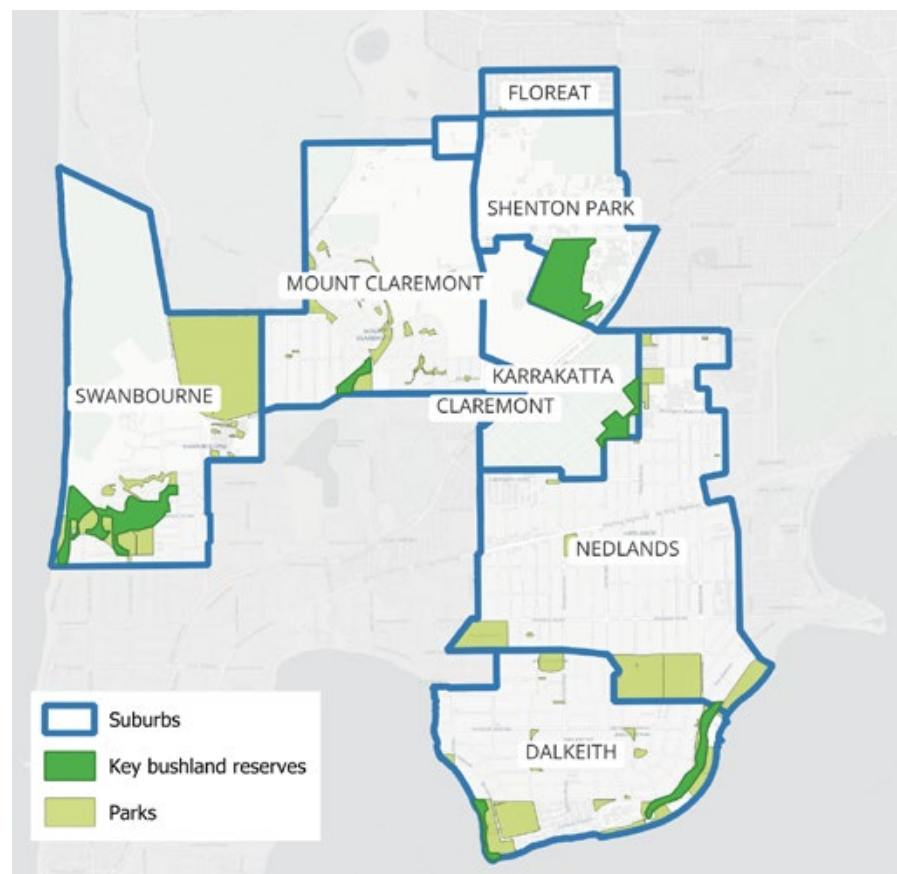 FLOREAT
SHENTON PARK
MOUNT CLAREMONT
KARRAKATTA
SWANBOURNE
CLAREMONT
NEDLANDS
DALKEITH
Suburbs
Key bushland reserves
Parks